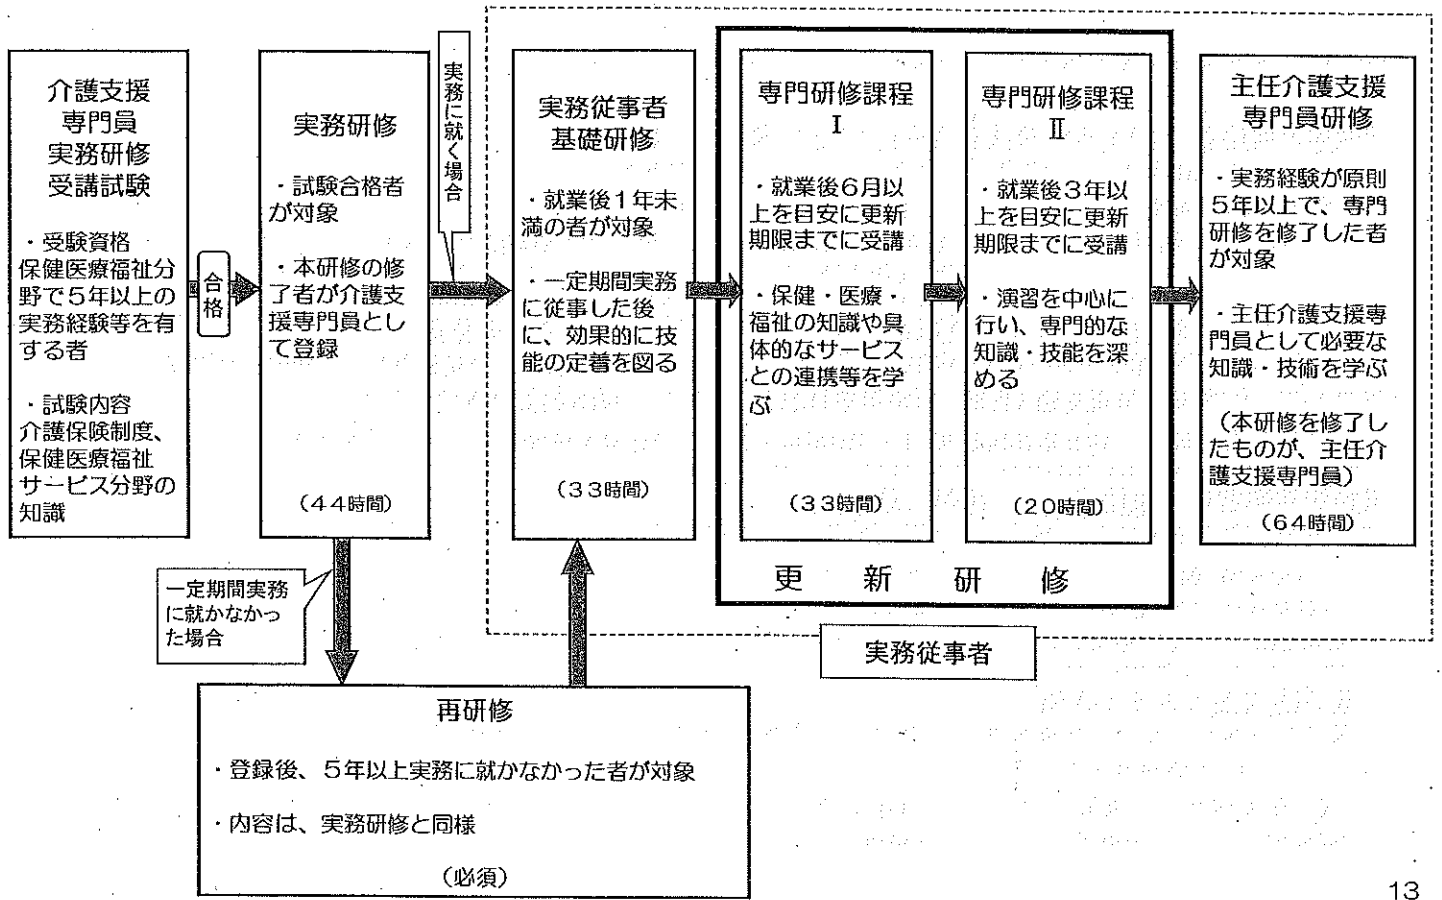 介護支援
専門員
実務研修
受講試験
・受験資格
保健医療福祉分
野で５年以上の
実務経験等を有
する者
・試験内容
介護保険制度、
保健医療福祉
サービス分野の
知識
合格
実務研修
・試験合格者
が対象
・本研修の修
了者が介護支
援専門員とし
て登録
（４４時間）
実務に就く場合
実務従事者
基礎研修
・就業後１年未
満の者が対象
・一定期間実務
に従事した後
に、効果的に技
能の定着を図る
（３３時間）
専門研修課程
Ⅰ
・就業後６月以
上を目安に更新
期限までに受講
・保健・医療・
福祉の知識や具
体的なサービス
との連携等を学
ぶ
（３３時間）
専門研修課程
Ⅱ
・就業後３年以
上を目安に更新
期限までに受講
・演習を中心に
行い、専門的な
知識・技能を深
める
（２０時間）
更新研修
主任介護支援
専門員研修
・実務経験が原則
５年以上で、専門
研修を修了した者
が対象
・主任介護支援専
門員として必要な
知識・技術を学ぶ
（本研修を修了し
たものが、主任介
護支援専門員）
（６４時間）
実務従事者
一定期間実務
に就かなかっ
た場合
再研修
・登録後、５年以上実務に就かなかった者が対象
・内容は、実務研修と同様
（必須）
13